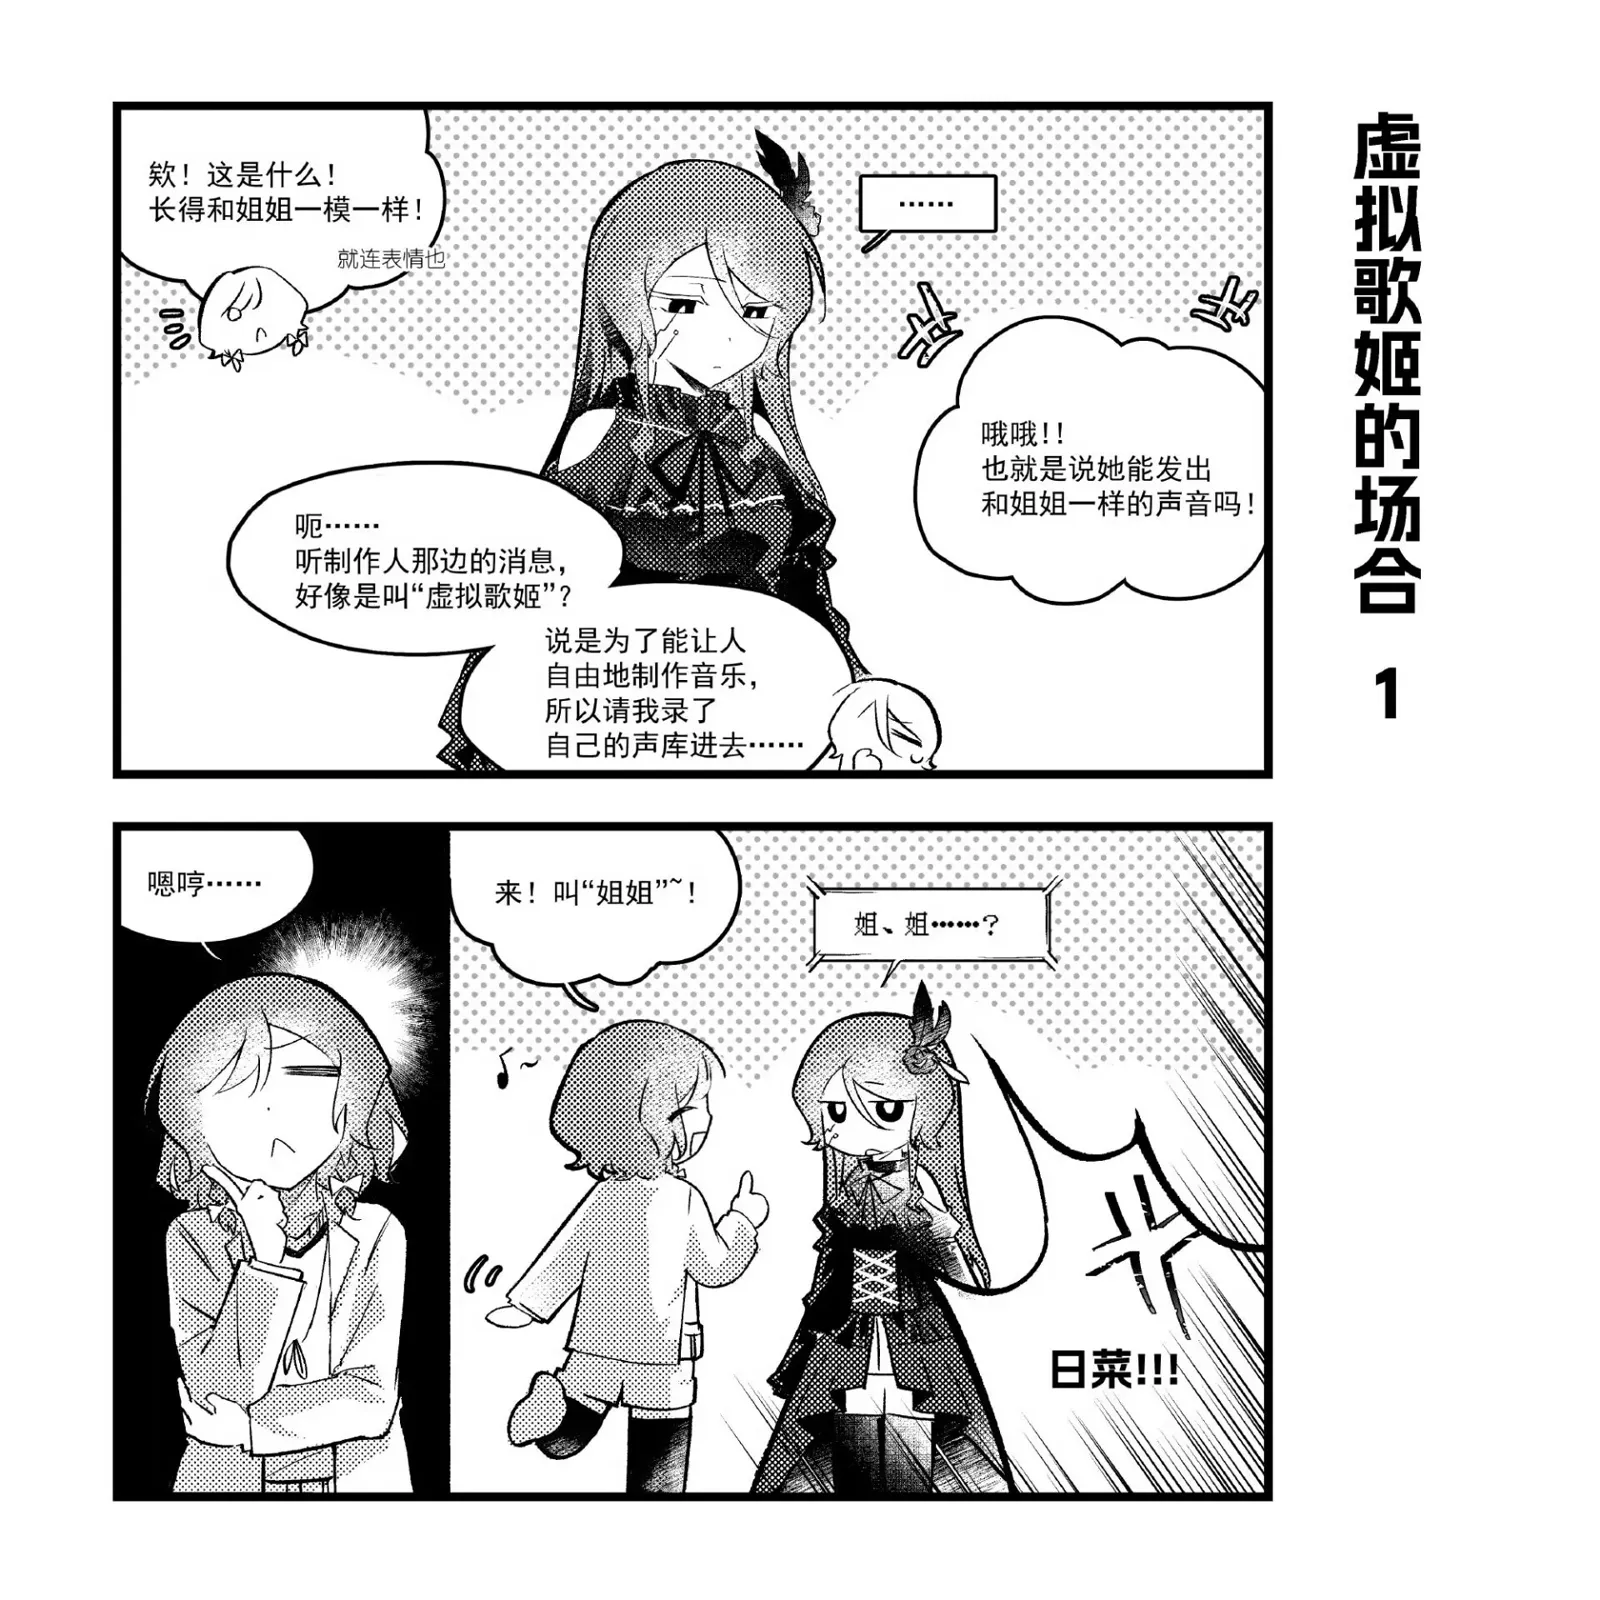 虚拟歌姬的场合 1
欸！这是什么！
长得和姐姐一模一样！
就连表情也
……
呃……
听制作人那边的消息，
好像是叫“虚拟歌姬”？
说是为了能让人
自由地制作音乐，
所以请我录了
自己的声库进去……
哦哦！！
也就是说她能发出
和姐姐一样的声音吗！
嗯哼……
来！叫“姐姐”~！
姐、姐……？
日菜!!!